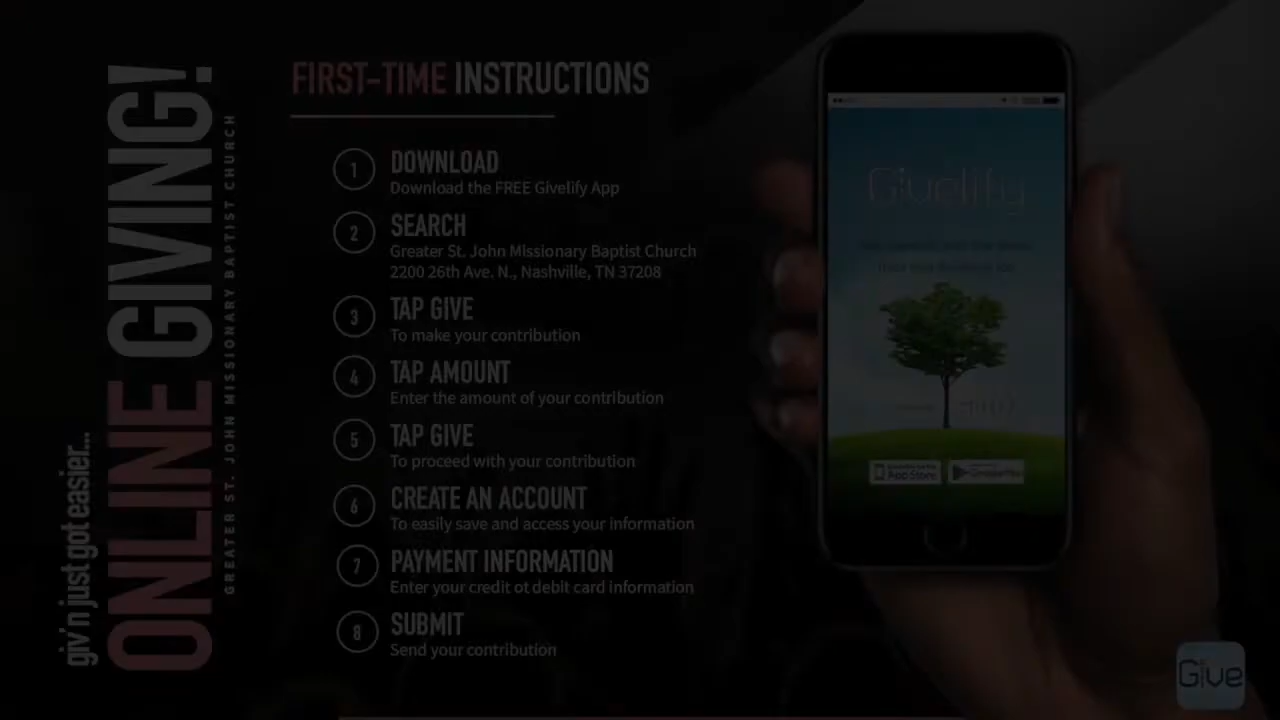 giv'n just got easier...
ONLINE GIVING!
GREATER ST. JOHN MISSIONARY BAPTIST CHURCH
FIRST-TIME INSTRUCTIONS
1 DOWNLOAD
Download the FREE Givelify App
2 SEARCH
Greater St. John Missionary Baptist Church
2200 26th Ave. N., Nashville, TN 37208
3 TAP GIVE
To make your contribution
4 TAP AMOUNT
Enter the amount of your contribution
5 TAP GIVE
To proceed with your contribution
6 CREATE AN ACCOUNT
To easily save and access your information
7 PAYMENT INFORMATION
Enter your credit ot debit card information
8 SUBMIT
Send your contribution
Givelify
App Store
Give